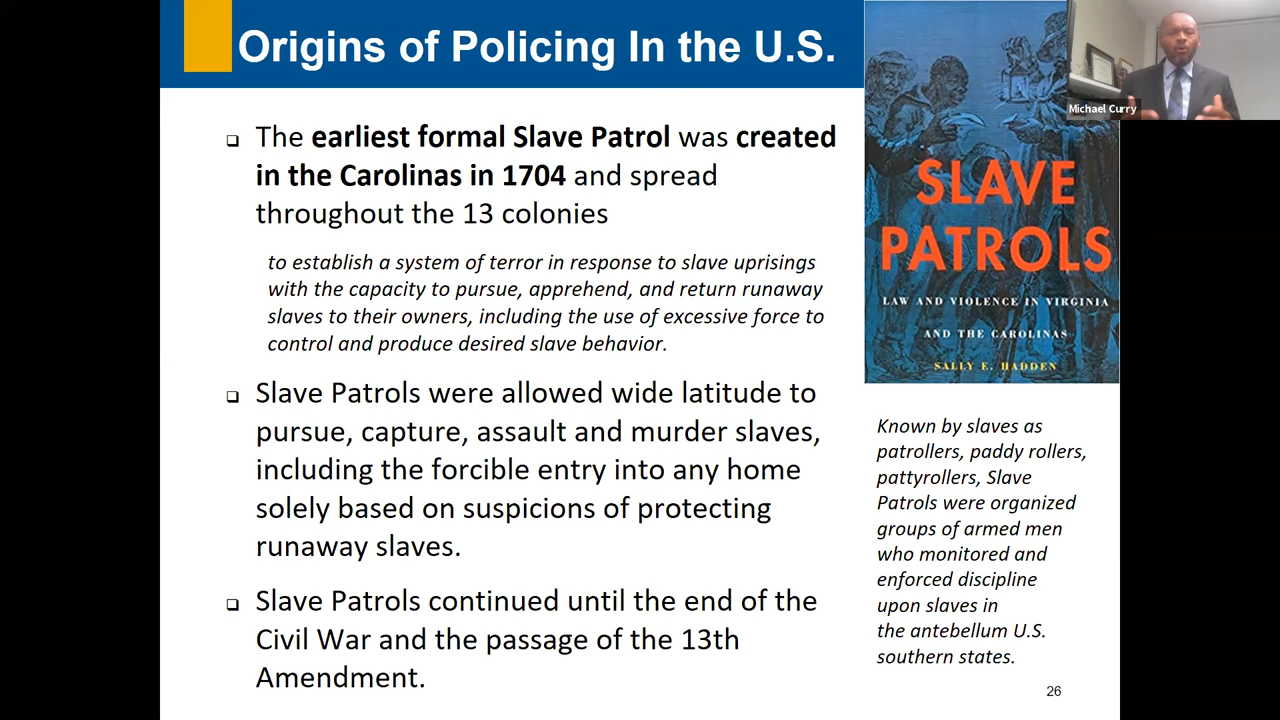 Origins of Policing In the U.S.
❑ The earliest formal Slave Patrol was created
in the Carolinas in 1704 and spread
throughout the 13 colonies
to establish a system of terror in response to slave uprisings
with the capacity to pursue, apprehend, and return runaway
slaves to their owners, including the use of excessive force to
control and produce desired slave behavior.
❑ Slave Patrols were allowed wide latitude to
pursue, capture, assault and murder slaves,
including the forcible entry into any home
solely based on suspicions of protecting
runaway slaves.
❑ Slave Patrols continued until the end of the
Civil War and the passage of the 13th
Amendment.
Michael Curry
SLAVE
PATROLS
LAW AND VIOLENCE IN VIRGINIA
AND THE CAROLINAS
SALLY E. HADDEN
Known by slaves as
patrollers, paddy rollers,
pattyrollers, Slave
Patrols were organized
groups of armed men
who monitored and
enforced discipline
upon slaves in
the antebellum U.S.
southern states.
26